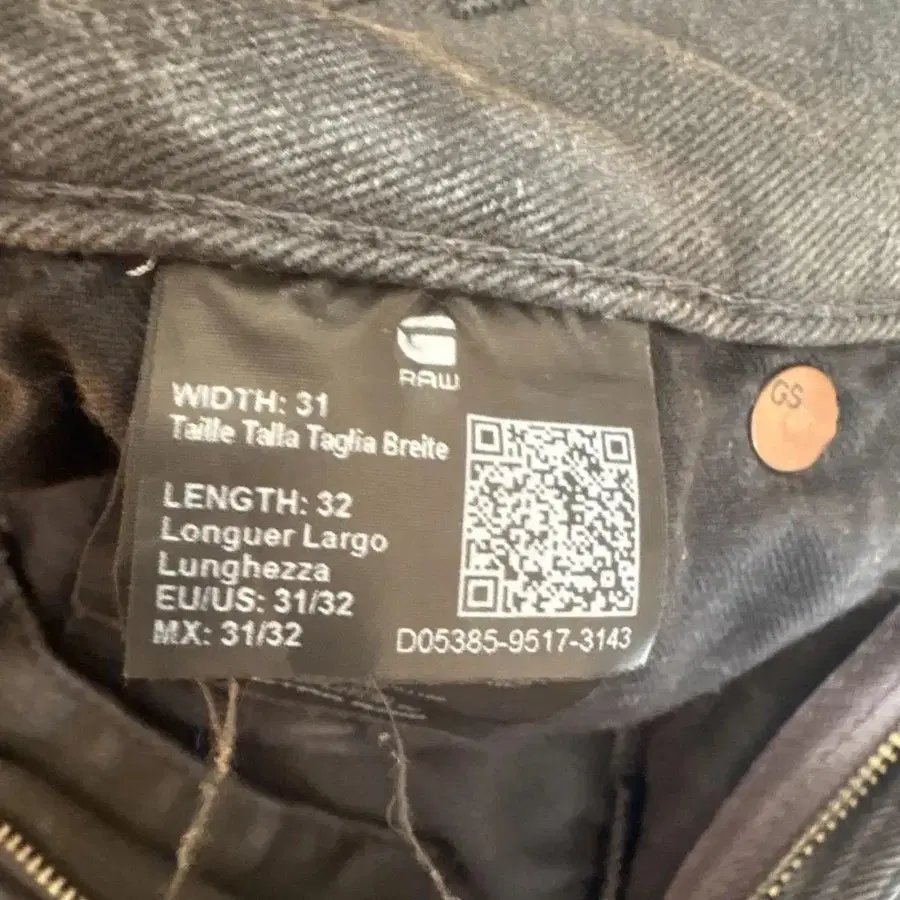 RAW
WIDTH: 31
Taille Talla Taglia Breite
LENGTH: 32
Longuer Largo
Lunghezza
EU/US: 31/32
MX: 31/32
D05385-9517-3143
GS